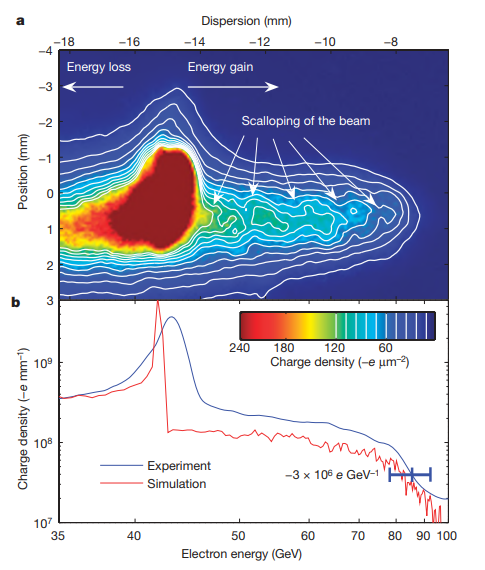 a
Dispersion (mm)
−18 −16 −14 −12 −10 −8
Energy loss Energy gain
Scalloping of the beam
Position (mm)
−4
−3
−2
−1
0
1
2
3
b
240 180 120 60
Charge density (−e μm⁻²)
Charge density (−e mm⁻¹)
10⁹
10⁸
10⁷
Experiment
Simulation
−3 × 10⁶ e GeV⁻¹
35 40 50 60 70 80 90 100
Electron energy (GeV)